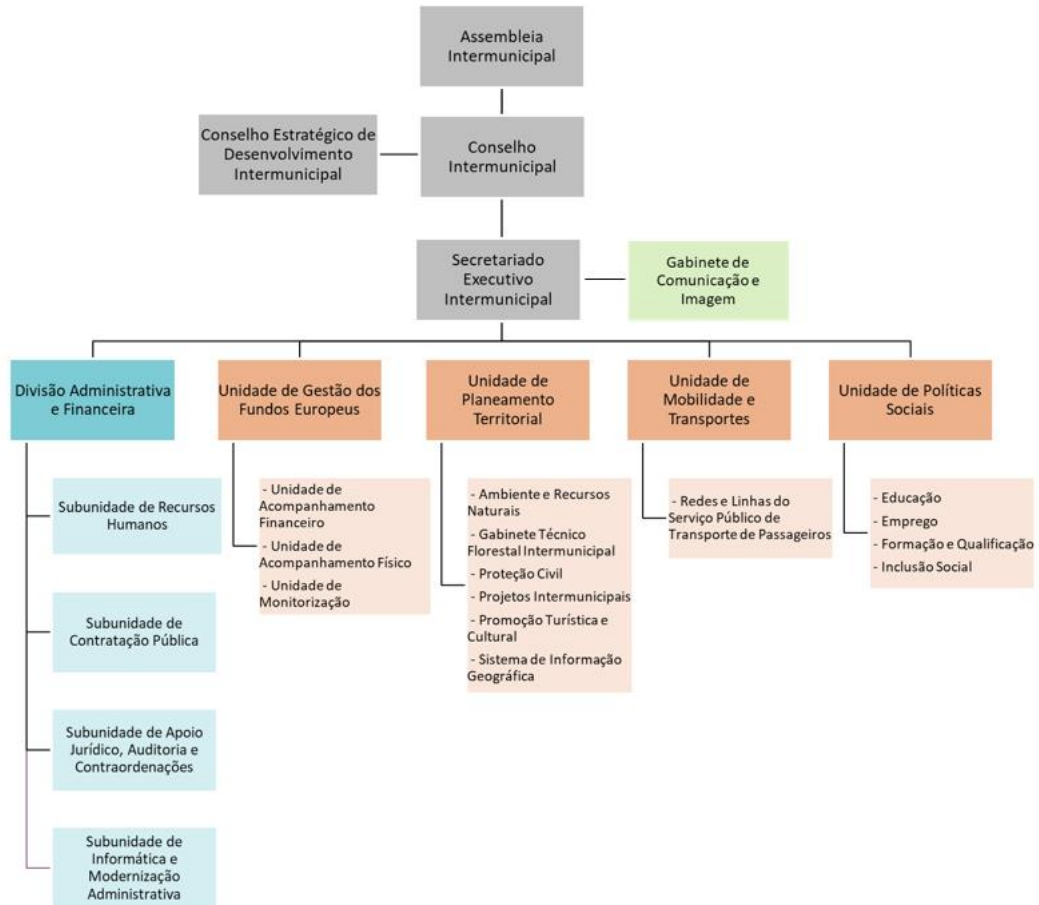 Assembleia
Intermunicipal
Conselho Estratégico de
Desenvolvimento
Intermunicipal
Conselho
Intermunicipal
Secretariado
Executivo
Intermunicipal
Gabinete de
Comunicação e
Imagem
Divisão Administrativa
e Financeira
Unidade de Gestão dos
Fundos Europeus
Unidade de
Planeamento
Territorial
Unidade de
Mobilidade e
Transportes
Unidade de Políticas
Sociais
Subunidade de Recursos
Humanos
Subunidade de
Contratação Pública
Subunidade de Apoio
Jurídico, Auditoria e
Contraordenações
Subunidade de
Informática e
Modernização
Administrativa
- Unidade de
Acompanhamento
Financeiro
- Unidade de
Acompanhamento Físico
- Unidade de
Monitorização
- Ambiente e Recursos
Naturais
- Gabinete Técnico
Florestal Intermunicipal
- Proteção Civil
- Projetos Intermunicipais
- Promoção Turística e
Cultural
- Sistema de Informação
Geográfica
- Redes e Linhas do
Serviço Público de
Transporte de Passageiros
- Educação
- Emprego
- Formação e Qualificação
- Inclusão Social